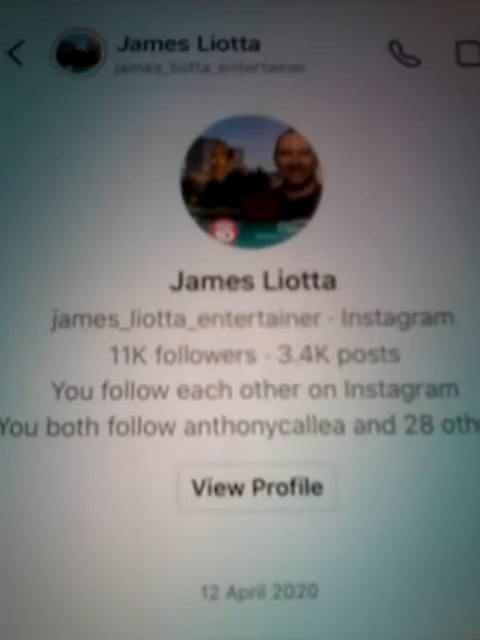 James Liotta
james_liotta_entertainer
James Liotta
james_liotta_entertainer · Instagram
11K followers · 3.4K posts
You follow each other on Instagram
You both follow anthonycallea and 28 oth
View Profile
12 April 2020